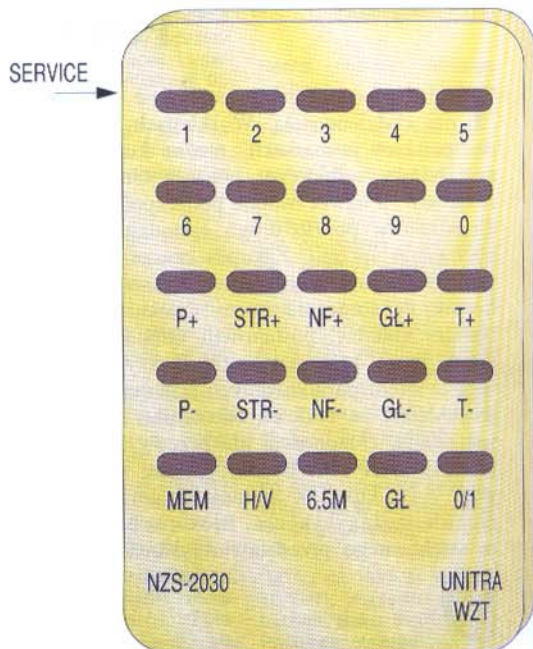 SERVICE
1 2 3 4 5
6 7 8 9 0
P+ STR+ NF+ GŁ+ T+
P- STR- NF- GŁ- T-
MEM H/V 6.5M GŁ 0/1
NZS-2030 UNITRA
WZT